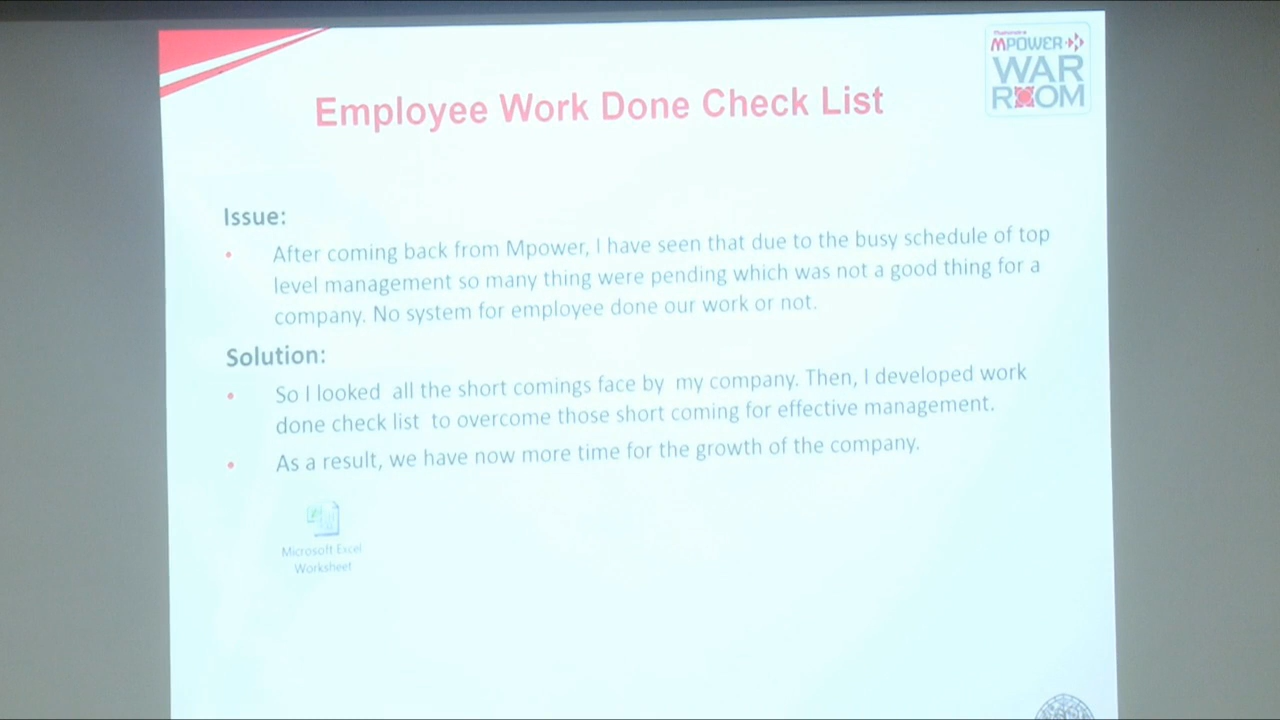 Mahindra
MPOWER
WAR
ROOM
Employee Work Done Check List
Issue:
• After coming back from Mpower, I have seen that due to the busy schedule of top
level management so many thing were pending which was not a good thing for a
company. No system for employee done our work or not.
Solution:
• So I looked all the short comings face by my company. Then, I developed work
done check list to overcome those short coming for effective management.
• As a result, we have now more time for the growth of the company.
Microsoft Excel
Worksheet